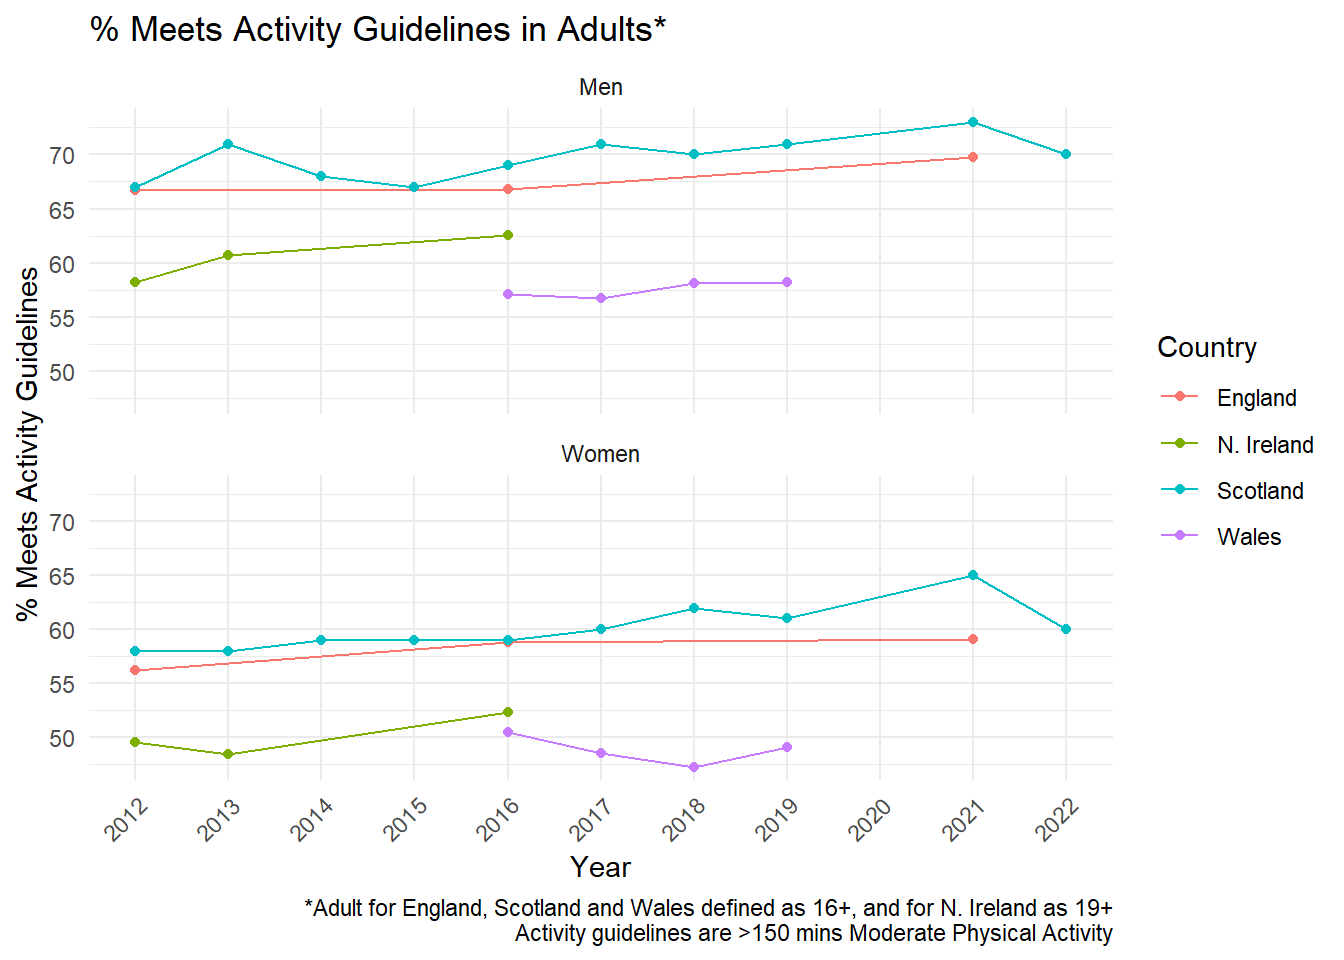 % Meets Activity Guidelines in Adults*
Men
70
65
60
55
50
% Meets Activity Guidelines
Women
70
65
60
55
50
2012 2013 2014 2015 2016 2017 2018 2019 2020 2021 2022
Year
Country
England
N. Ireland
Scotland
Wales
*Adult for England, Scotland and Wales defined as 16+, and for N. Ireland as 19+
Activity guidelines are >150 mins Moderate Physical Activity